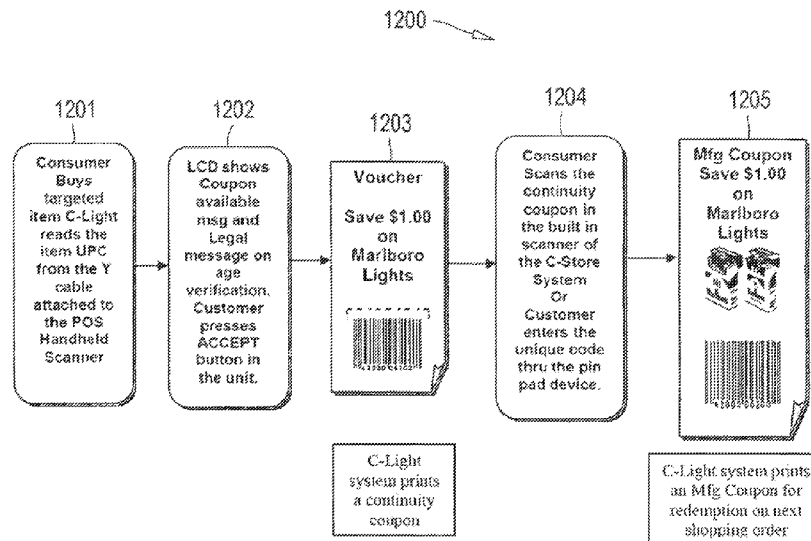 1200
1201
Consumer
Buys
targeted
item C-Light
reads the
item UPC
from the Y
cable
attached to
the POS
Handheld
Scanner
1202
LCD shows
Coupon
available
msg and
Legal
message on
age
verification.
Customer
presses
ACCEPT
button in
the unit.
1203
Voucher
Save $1.00
on
Marlboro
Lights
C-Light
system prints
a continuity
coupon
1204
Consumer
Scans the
continuity
coupon in
the built in
scanner of
the C-Store
System
Or
Customer
enters the
unique code
thru the pin
pad device.
1205
Mfg Coupon
Save $1.00
on
Marlboro
Lights
C-Light system prints
an Mfg Coupon for
redemption on next
shopping order